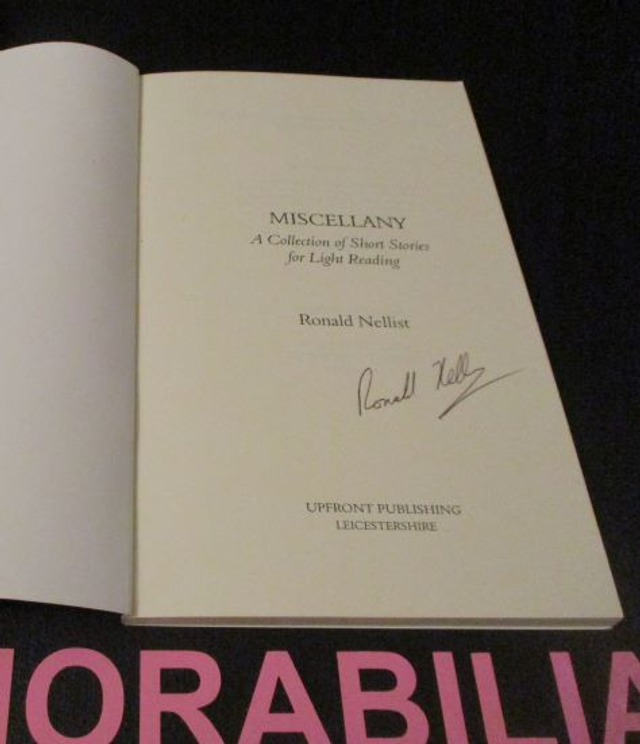 MISCELLANY
A Collection of Short Stories
for Light Reading
Ronald Nellist
Ronald
UPFRONT PUBLISHING
LEICESTERSHIRE
ORABILIA